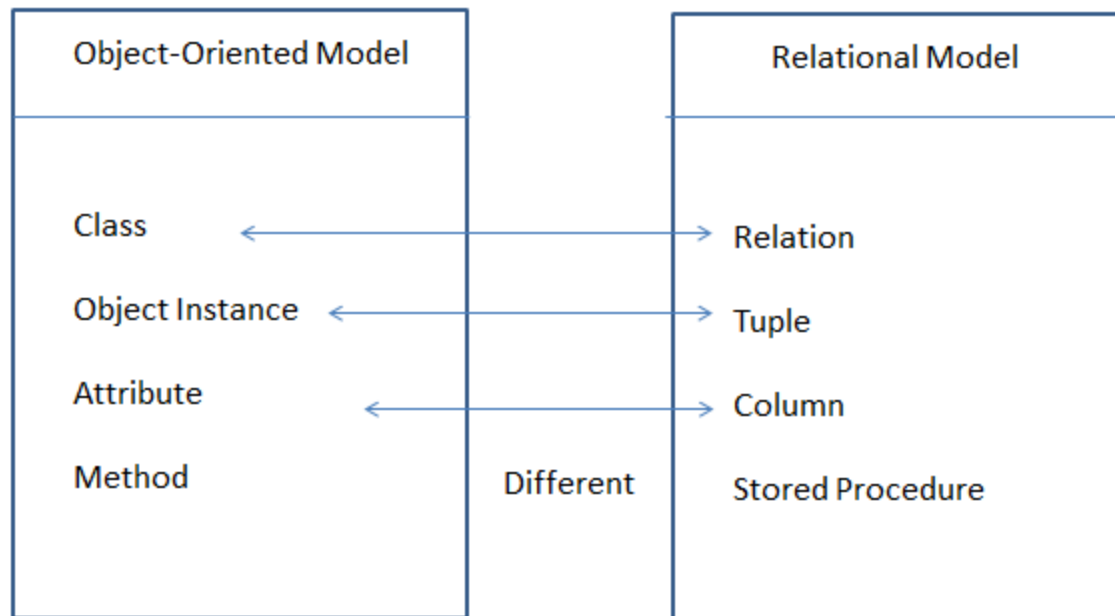 Object-Oriented Model
Relational Model
Class
Relation
Object Instance
Tuple
Attribute
Column
Method
Different
Stored Procedure